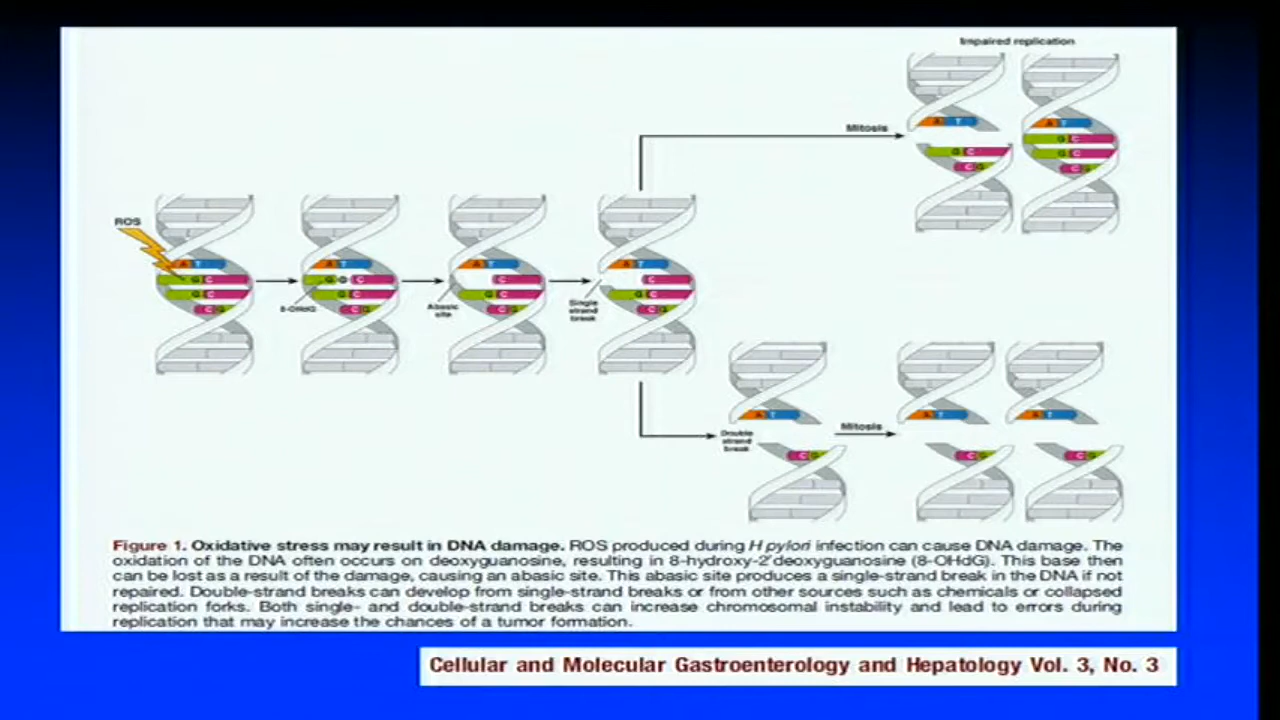 Impaired replication
Mitosis
A T
A T
G C
G C
G C
C G
C G
ROS
A T
A T
A T
A T
G C
G G C
C
C
G C
G C
G C
G C
C G
C G
C G
C G
8-OHdG
Abasic
site
Single
strand
break
Double
strand
break
Mitosis
A T
A T
A T
C G
C G
C G
Figure 1. Oxidative stress may result in DNA damage. ROS produced during H pylori infection can cause DNA damage. The
oxidation of the DNA often occurs on deoxyguanosine, resulting in 8-hydroxy-2'deoxyguanosine (8-OHdG). This base then
can be lost as a result of the damage, causing an abasic site. This abasic site produces a single-strand break in the DNA if not
repaired. Double-strand breaks can develop from single-strand breaks or from other sources such as chemicals or collapsed
replication forks. Both single- and double-strand breaks can increase chromosomal instability and lead to errors during
replication that may increase the chances of a tumor formation.
Cellular and Molecular Gastroenterology and Hepatology Vol. 3, No. 3